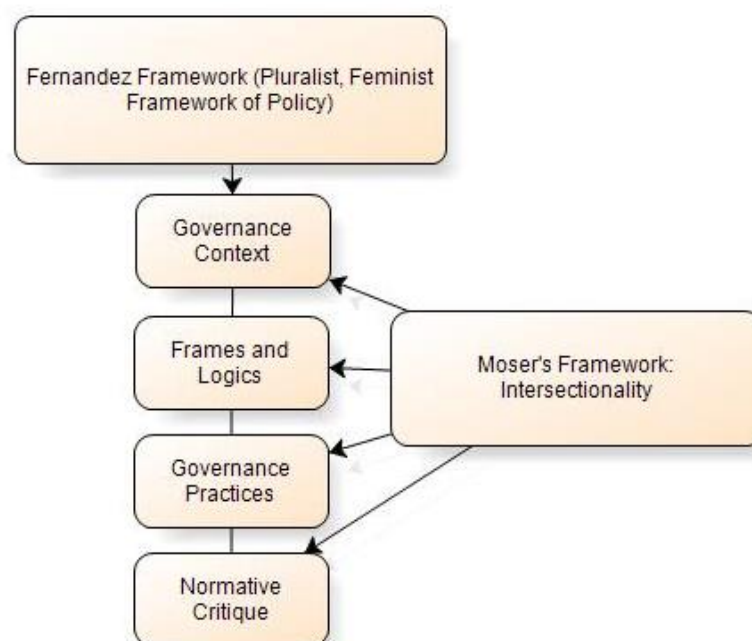 Fernandez Framework (Pluralist, Feminist
Framework of Policy)
Governance
Context
Frames and
Logics
Moser's Framework:
Intersectionality
Governance
Practices
Normative
Critique